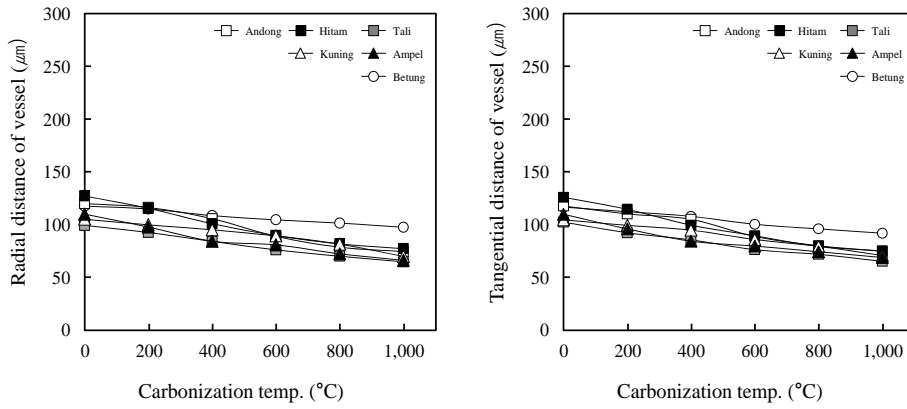 Radial distance of vessel (㎛)
300
250
200
150
100
50
0
Andong Hitam Tali
Kuning Ampel
Betung
0 200 400 600 800 1,000
Carbonization temp. (°C)
Tangential distance of vessel (㎛)
300
250
200
150
100
50
0
Andong Hitam Tali
Kuning Ampel
Betung
0 200 400 600 800 1,000
Carbonization temp. (°C)